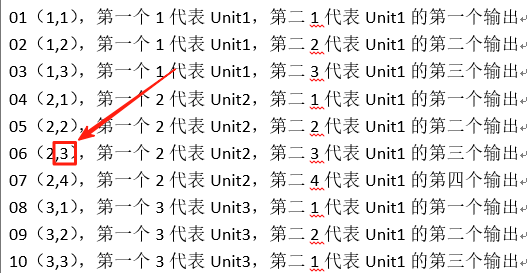 01（1,1），第一个 1 代表 Unit1，第二 1 代表 Unit1 的第一个输出
02（1,2），第一个 1 代表 Unit1，第二 2 代表 Unit1 的第二个输出
03（1,3），第一个 1 代表 Unit1，第二 3 代表 Unit1 的第三个输出
04（2,1），第一个 2 代表 Unit2，第二 1 代表 Unit1 的第一个输出
05（2,2），第一个 2 代表 Unit2，第二 2 代表 Unit1 的第二个输出
06（2,3），第一个 2 代表 Unit2，第二 3 代表 Unit1 的第三个输出
07（2,4），第一个 2 代表 Unit2，第二 4 代表 Unit1 的第四个输出
08（3,1），第一个 3 代表 Unit3，第二 1 代表 Unit1 的第一个输出
09（3,2），第一个 3 代表 Unit3，第二 2 代表 Unit1 的第二个输出
10（3,3），第一个 3 代表 Unit3，第二 1 代表 Unit1 的第三个输出